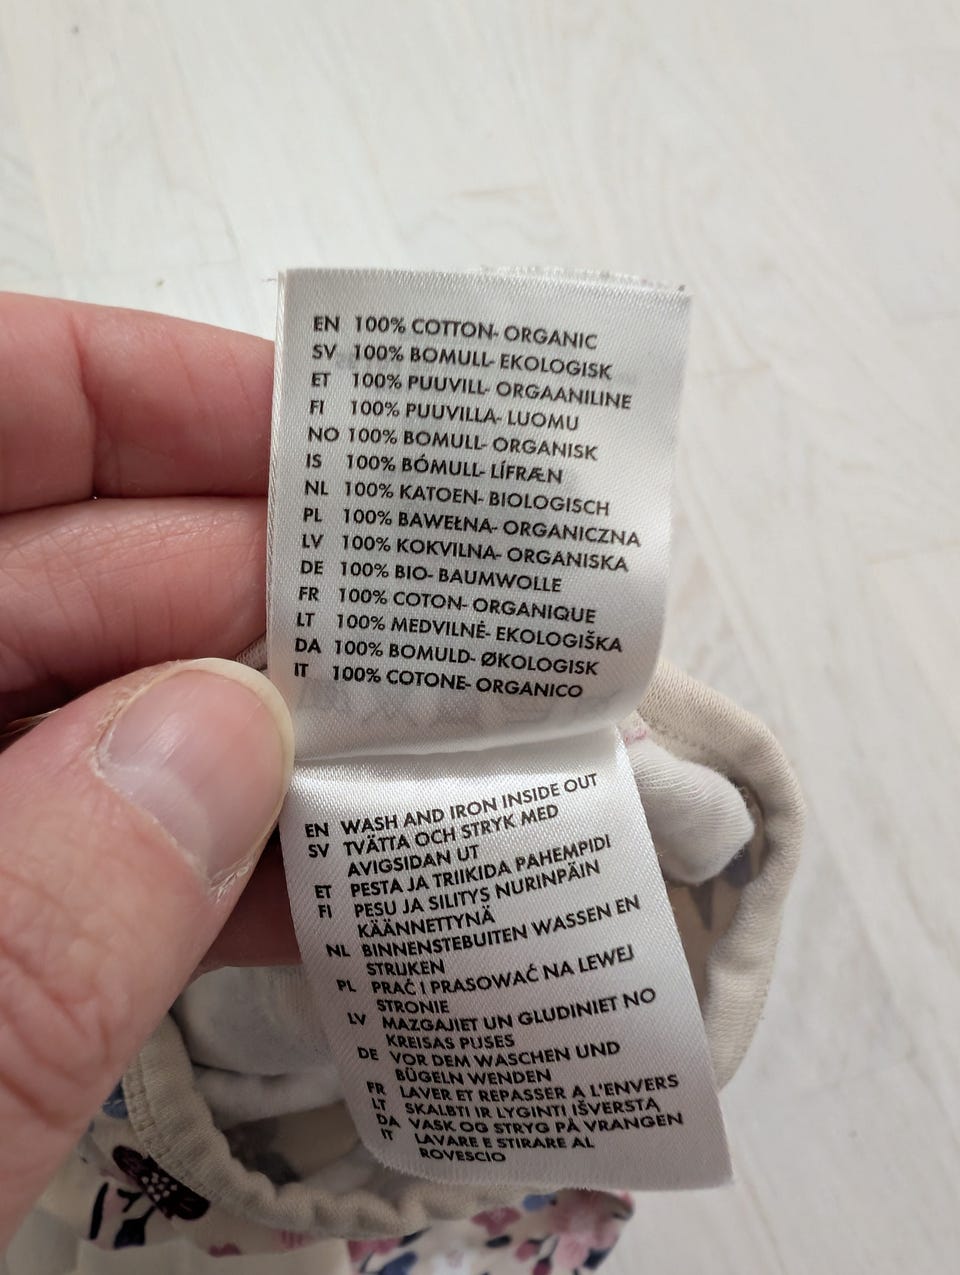 EN 100% COTTON- ORGANIC
SV 100% BOMULL- EKOLOGISK
ET 100% PUUVILL- ORGAANILINE
FI 100% PUUVILLA- LUOMU
NO 100% BOMULL- ORGANISK
IS 100% BÓMULL- LÍFRÆN
NL 100% KATOEN- BIOLOGISCH
PL 100% BAWEŁNA- ORGANICZNA
LV 100% KOKVILNA- ORGANISKA
DE 100% BIO- BAUMWOLLE
FR 100% COTON- ORGANIQUE
LT 100% MEDVILNĖ- EKOLOGIŠKA
DA 100% BOMULD- ØKOLOGISK
IT 100% COTONE- ORGANICO
EN WASH AND IRON INSIDE OUT
SV TVÄTTA OCH STRYK MED
AVIGSIDAN UT
ET PESTA JA TRIIKIDA PAHEMPIDI
FI PESU JA SILITYS NURINPÄIN
KÄÄNNETTYNÄ
NL BINNENSTEBUITEN WASSEN EN
STRIJKEN
PL PRAĆ I PRASOWAĆ NA LEWEJ
STRONIE
LV MAZGAJIET UN GLUDINIET NO
KREISAS PUSES
DE VOR DEM WASCHEN UND
BÜGELN WENDEN
FR LAVER ET REPASSER A L'ENVERS
LT SKALBTI IR LYGINTI IŠVERSTĄ
DA VASK OG STRYG PÅ VRANGEN
IT LAVARE E STIRARE AL
ROVESCIO